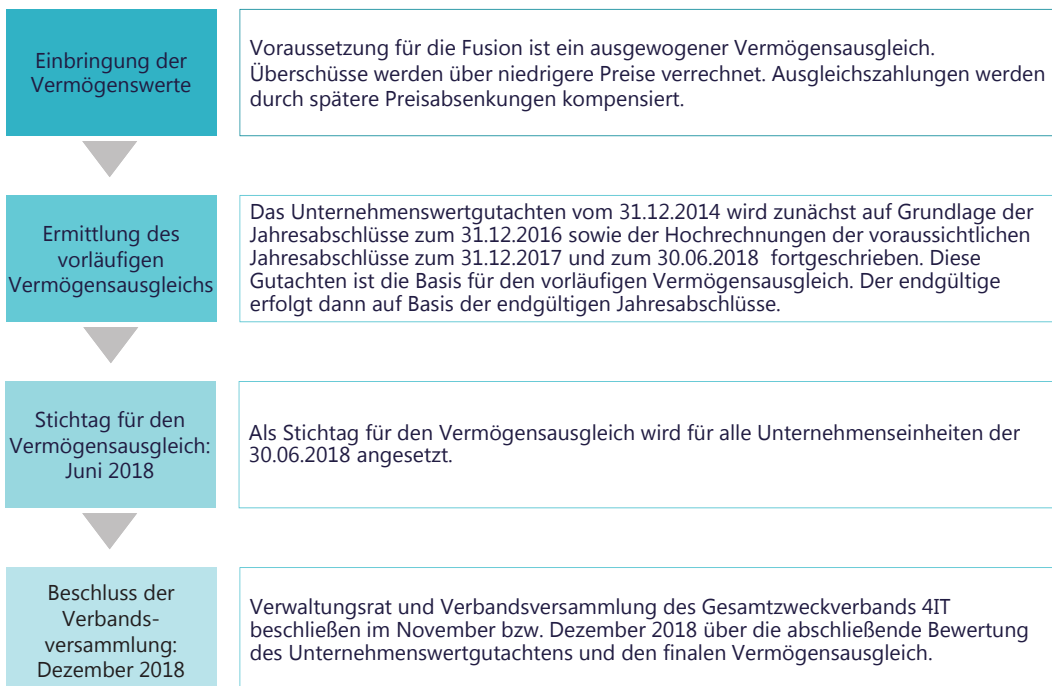 Einbringung der
Vermögenswerte
Voraussetzung für die Fusion ist ein ausgewogener Vermögensausgleich.
Überschüsse werden über niedrigere Preise verrechnet. Ausgleichszahlungen werden
durch spätere Preisabsenkungen kompensiert.
Ermittlung des
vorläufigen
Vermögensausgleichs
Das Unternehmenswertgutachten vom 31.12.2014 wird zunächst auf Grundlage der
Jahresabschlüsse zum 31.12.2016 sowie der Hochrechnungen der voraussichtlichen
Jahresabschlüsse zum 31.12.2017 und zum 30.06.2018 fortgeschrieben. Diese
Gutachten ist die Basis für den vorläufigen Vermögensausgleich. Der endgültige
erfolgt dann auf Basis der endgültigen Jahresabschlüsse.
Stichtag für den
Vermögensausgleich:
Juni 2018
Als Stichtag für den Vermögensausgleich wird für alle Unternehmenseinheiten der
30.06.2018 angesetzt.
Beschluss der
Verbands-
versammlung:
Dezember 2018
Verwaltungsrat und Verbandsversammlung des Gesamtzweckverbands 4IT
beschließen im November bzw. Dezember 2018 über die abschließende Bewertung
des Unternehmenswertgutachtens und den finalen Vermögensausgleich.